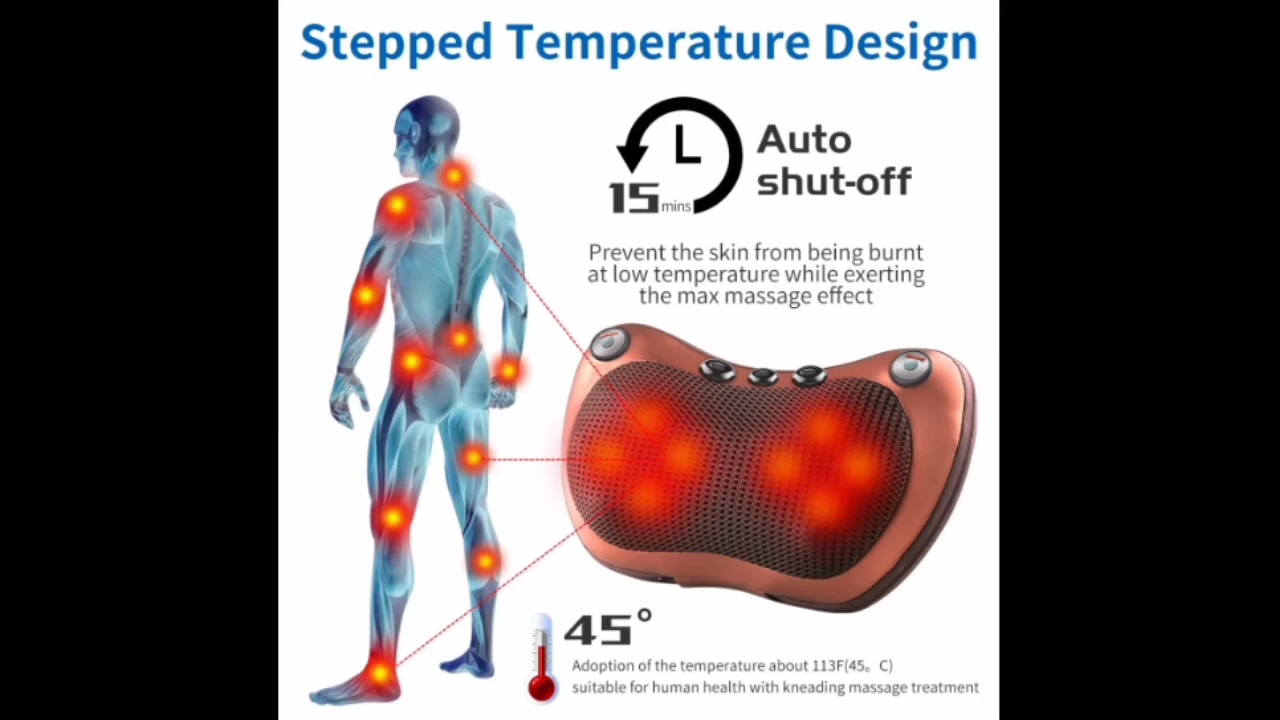 Stepped Temperature Design
Auto
shut-off
15mins
Prevent the skin from being burnt
at low temperature while exerting
the max massage effect
45°
Adoption of the temperature about 113F(45。C)
suitable for human health with kneading massage treatment